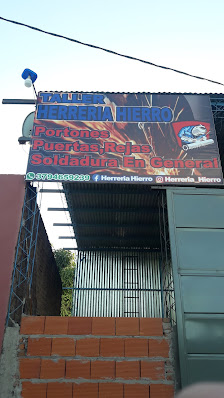 TALLER
HERRERIA HIERRO
Portones
Puertas Rejas
Soldadura En General
3794659239 Herreria Hierro Herreria_Hierro